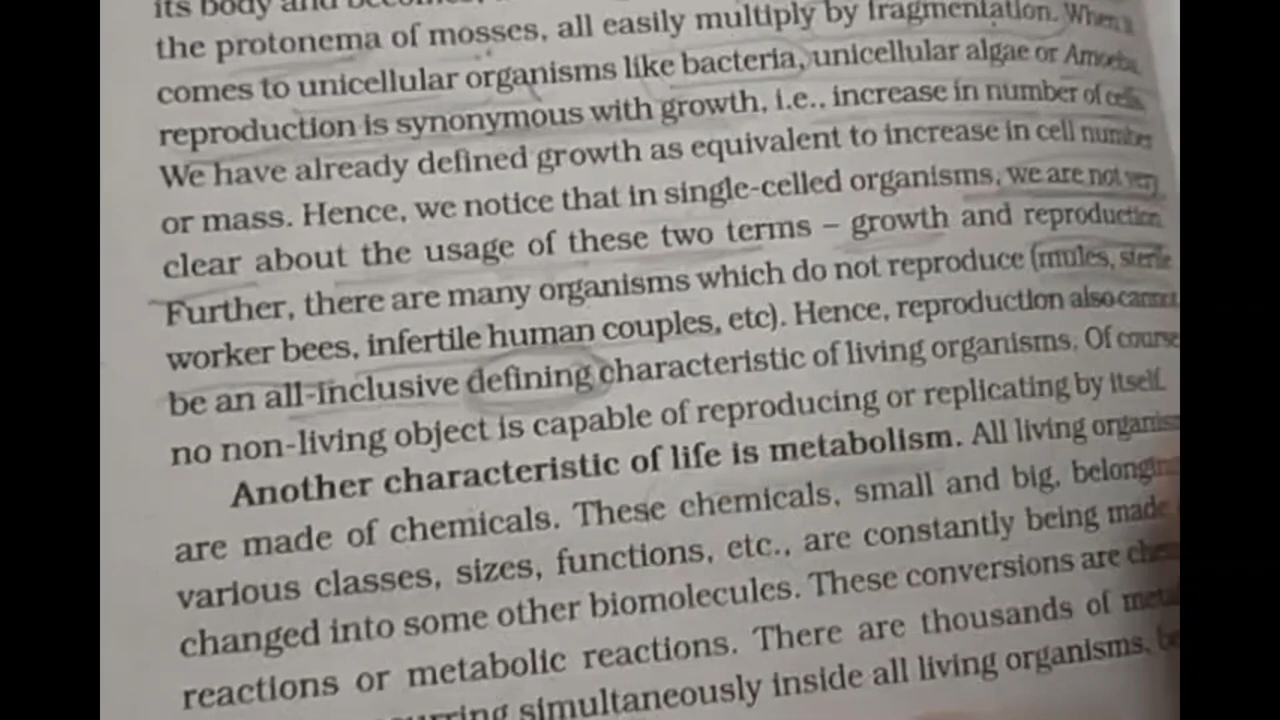 its body and
the protonema of mosses, all easily multiply by fragmentation. When it
comes to unicellular organisms like bacteria, unicellular algae or Amoeba,
reproduction is synonymous with growth, i.e., increase in number of cells.
We have already defined growth as equivalent to increase in cell number
or mass. Hence, we notice that in single-celled organisms, we are not very
clear about the usage of these two terms – growth and reproduction.
Further, there are many organisms which do not reproduce (mules, sterile
worker bees, infertile human couples, etc). Hence, reproduction also cannot
be an all-inclusive defining characteristic of living organisms. Of course,
no non-living object is capable of reproducing or replicating by itself.
Another characteristic of life is metabolism. All living organisms
are made of chemicals. These chemicals, small and big, belonging
various classes, sizes, functions, etc., are constantly being made
changed into some other biomolecules. These conversions are
reactions or metabolic reactions. There are thousands of
simultaneously inside all living organisms,